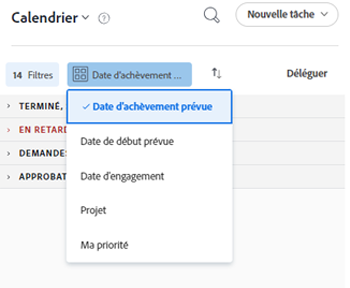 Calendrier
Nouvelle tâche
14 Filtres
Date d'achèvement ...
Déléguer
TERMINÉ,
Date d'achèvement prévue
EN RETARD
Date de début prévue
DEMANDE
Date d'engagement
APPROBAT
Projet
Ma priorité